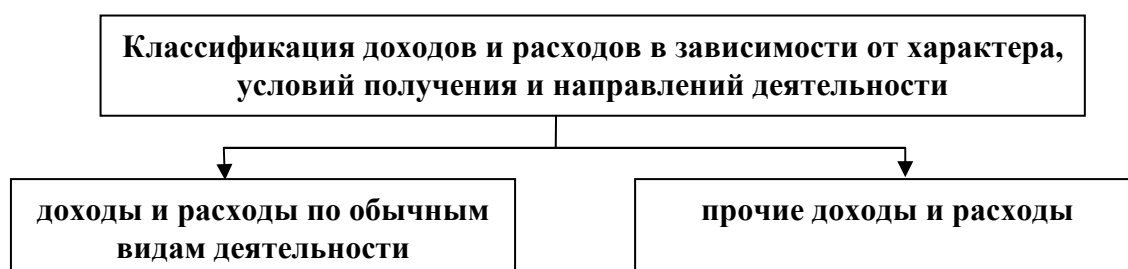 Классификация доходов и расходов в зависимости от характера,
условий получения и направлений деятельности
доходы и расходы по обычным
видам деятельности
прочие доходы и расходы